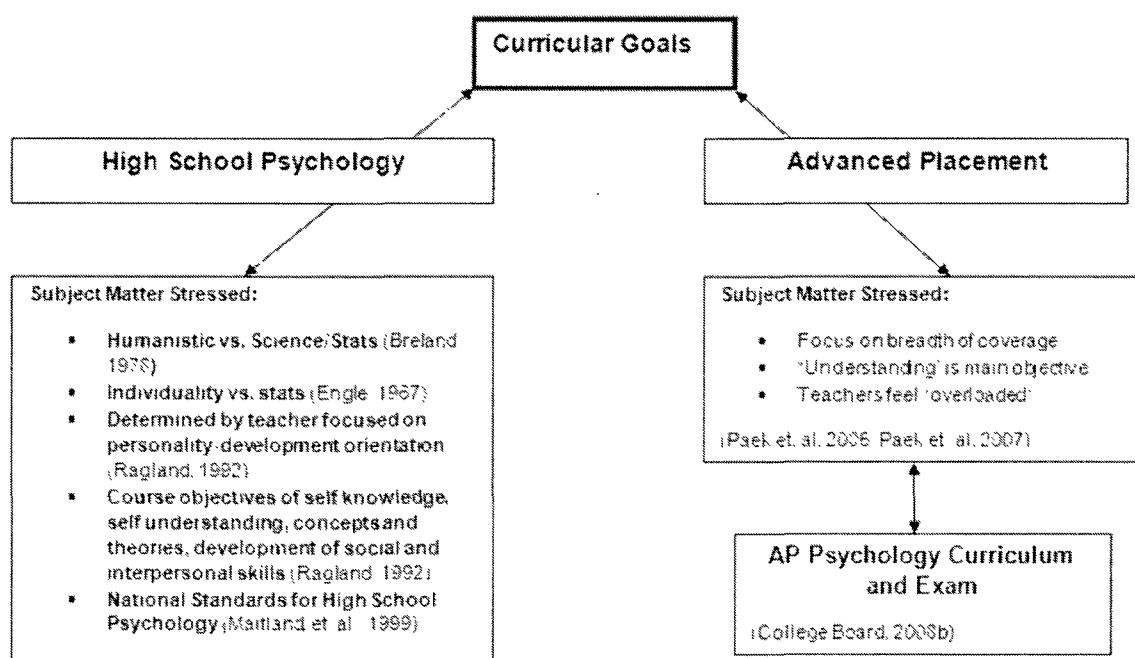 Curricular Goals
High School Psychology
Advanced Placement
Subject Matter Stressed:
▪ Humanistic vs. Science/Stats (Breland
1978)
▪ Individuality vs. stats (Engle 1967)
▪ Determined by teacher focused on
personality-development orientation
(Ragland, 1992)
▪ Course objectives of self knowledge,
self understanding, concepts and
theories, development of social and
interpersonal skills (Ragland 1992)
▪ National Standards for High School
Psychology (Maitland et al 1999)
Subject Matter Stressed:
▪ Focus on breadth of coverage
▪ "Understanding" is main objective
▪ Teachers feel "overloaded"
(Paek et. al. 2006 Paek et. al. 2007)
AP Psychology Curriculum
and Exam
(College Board, 2008b)